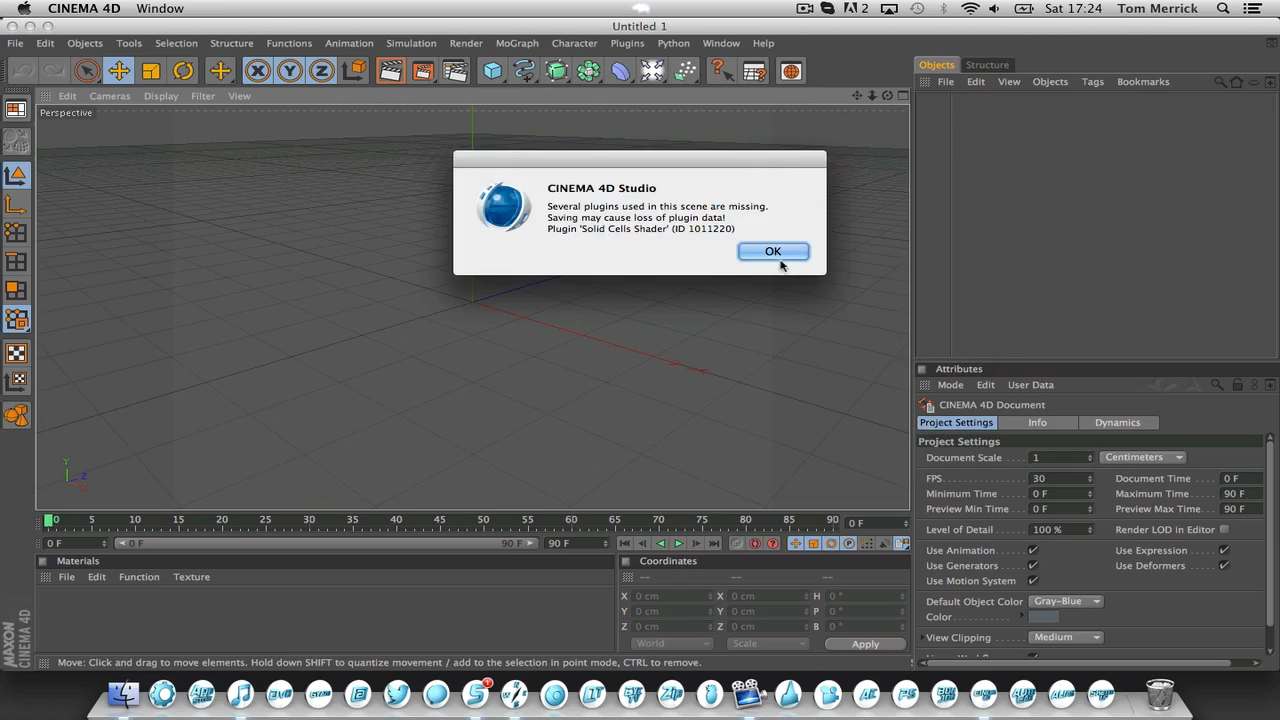 CINEMA 4D Window 2 Sat 17:24 Tom Merrick
Untitled 1
File Edit Objects Tools Selection Structure Functions Animation Simulation Render MoGraph Character Plugins Python Window Help
X Y Z
Edit Cameras Display Filter View
Perspective
CINEMA 4D Studio
Several plugins used in this scene are missing.
Saving may cause loss of plugin data!
Plugin 'Solid Cells Shader' (ID 1011220)
OK
Y
Z
X
0 5 10 15 20 25 30 35 40 45 50 55 60 65 70 75 80 85 90 0 F
0 F 0 F 90 F 90 F
Materials
File Edit Function Texture
Coordinates
-- -- --
X 0 cm X 0 cm H 0 °
Y 0 cm Y 0 cm P 0 °
Z 0 cm Z 0 cm B 0 °
World Scale Apply
Objects Structure
File Edit View Objects Tags Bookmarks
Attributes
Mode Edit User Data
CINEMA 4D Document
Project Settings Info Dynamics
Project Settings
Document Scale 1 Centimeters
FPS 30 Document Time 0 F
Minimum Time 0 F Maximum Time 90 F
Preview Min Time 0 F Preview Max Time 90 F
Level of Detail 100 % Render LOD in Editor
Use Animation Use Expression
Use Generators Use Deformers
Use Motion System
Default Object Color Gray-Blue
Color
View Clipping Medium
MAXON
CINEMA 4D
Move: Click and drag to move elements. Hold down SHIFT to quantize movement / add to the selection in point mode, CTRL to remove.
1